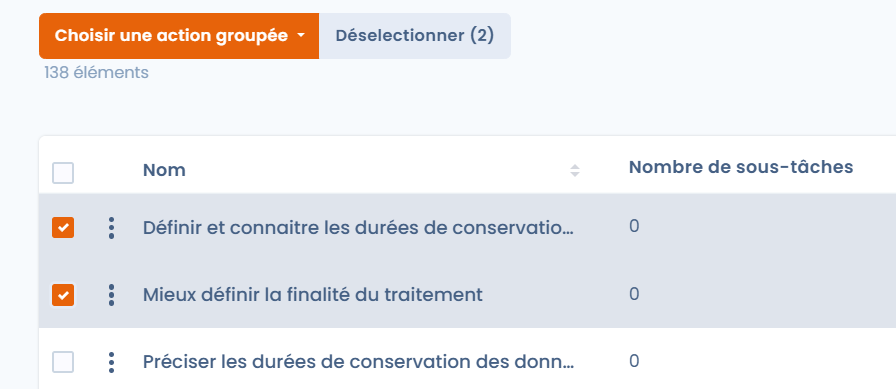 Choisir une action groupée
Déselectionner (2)
138 éléments
Nom
Nombre de sous-tâches
Définir et connaitre les durées de conservatio...
0
Mieux définir la finalité du traitement
0
Préciser les durées de conservation des donn...
0